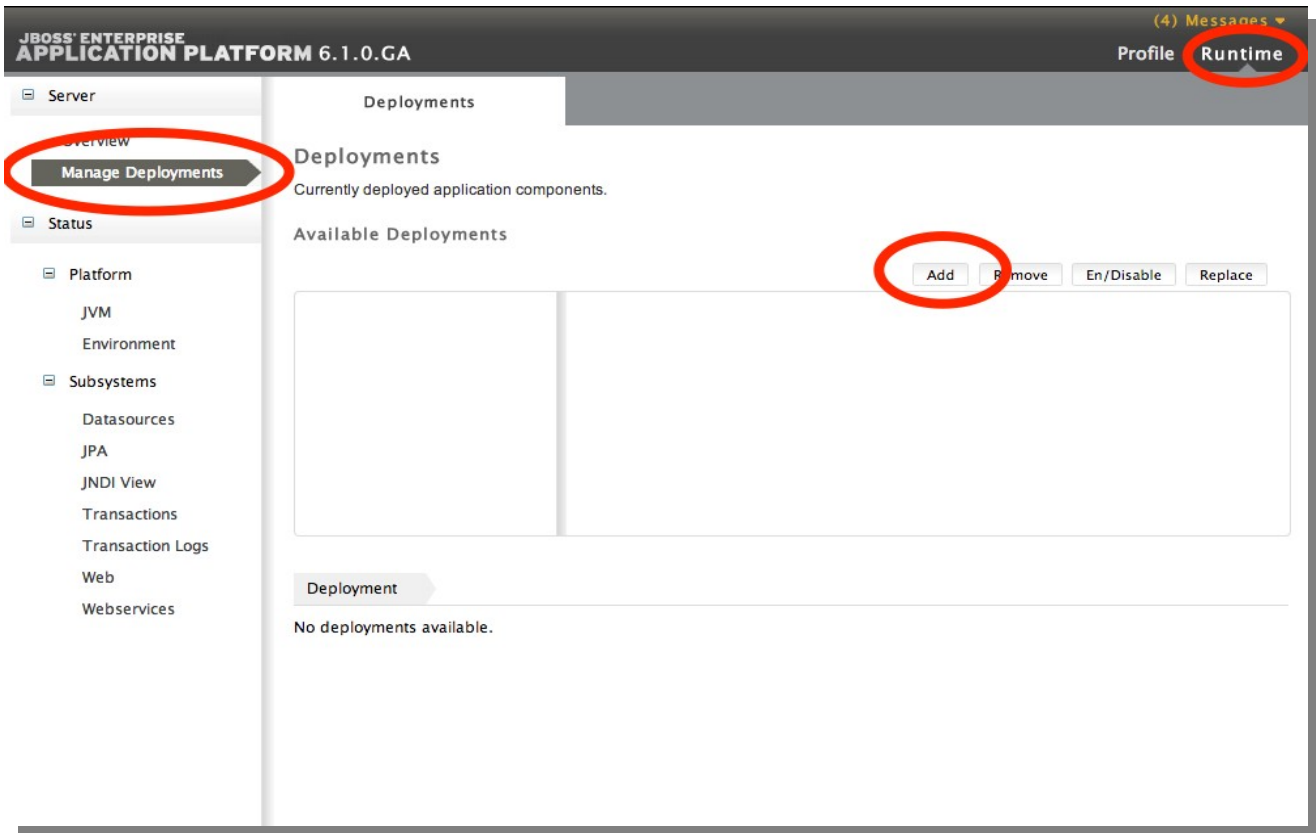 (4) Messages
JBOSS' ENTERPRISE
APPLICATION PLATFORM 6.1.0.GA
Profile Runtime
Server
Overview
Manage Deployments
Status
Platform
JVM
Environment
Subsystems
Datasources
JPA
JNDI View
Transactions
Transaction Logs
Web
Webservices
Deployments
Deployments
Currently deployed application components.
Available Deployments
Add Remove En/Disable Replace
Deployment
No deployments available.